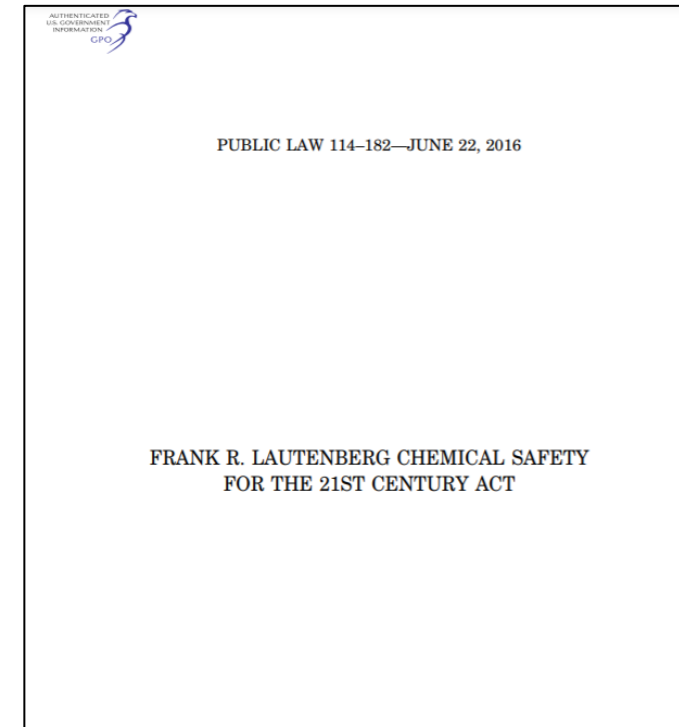 AUTHENTICATED
U.S. GOVERNMENT
INFORMATION
GPO
PUBLIC LAW 114–182—JUNE 22, 2016
FRANK R. LAUTENBERG CHEMICAL SAFETY
FOR THE 21ST CENTURY ACT